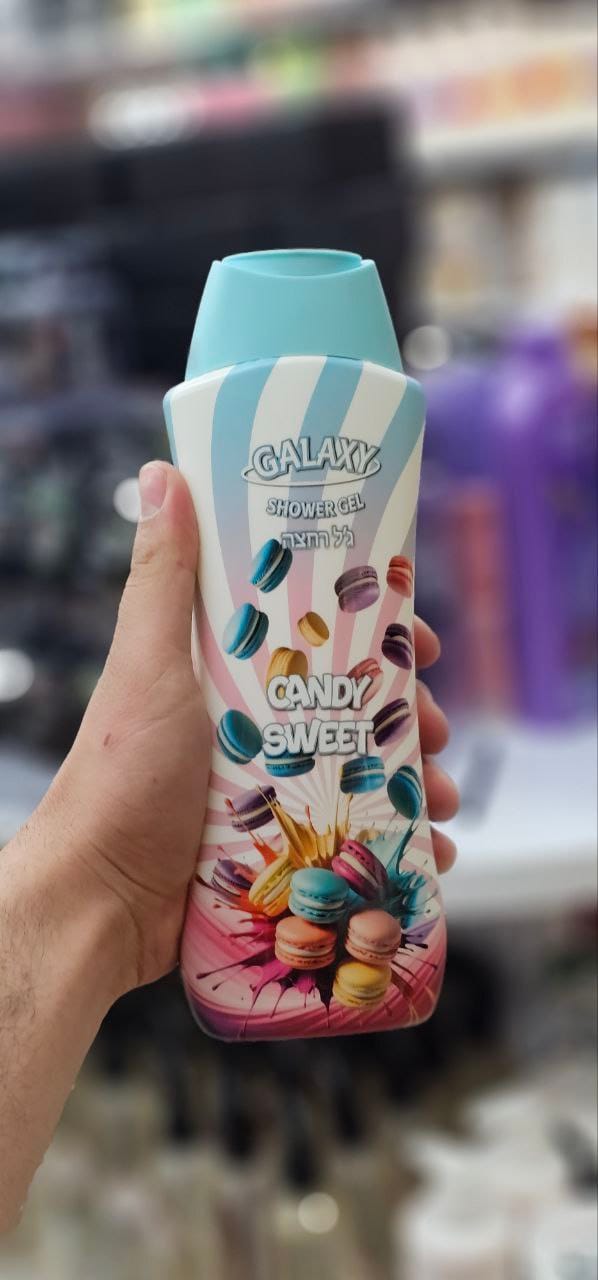 GALAXY
SHOWER GEL
ג'ל רחצה
CANDY
SWEET